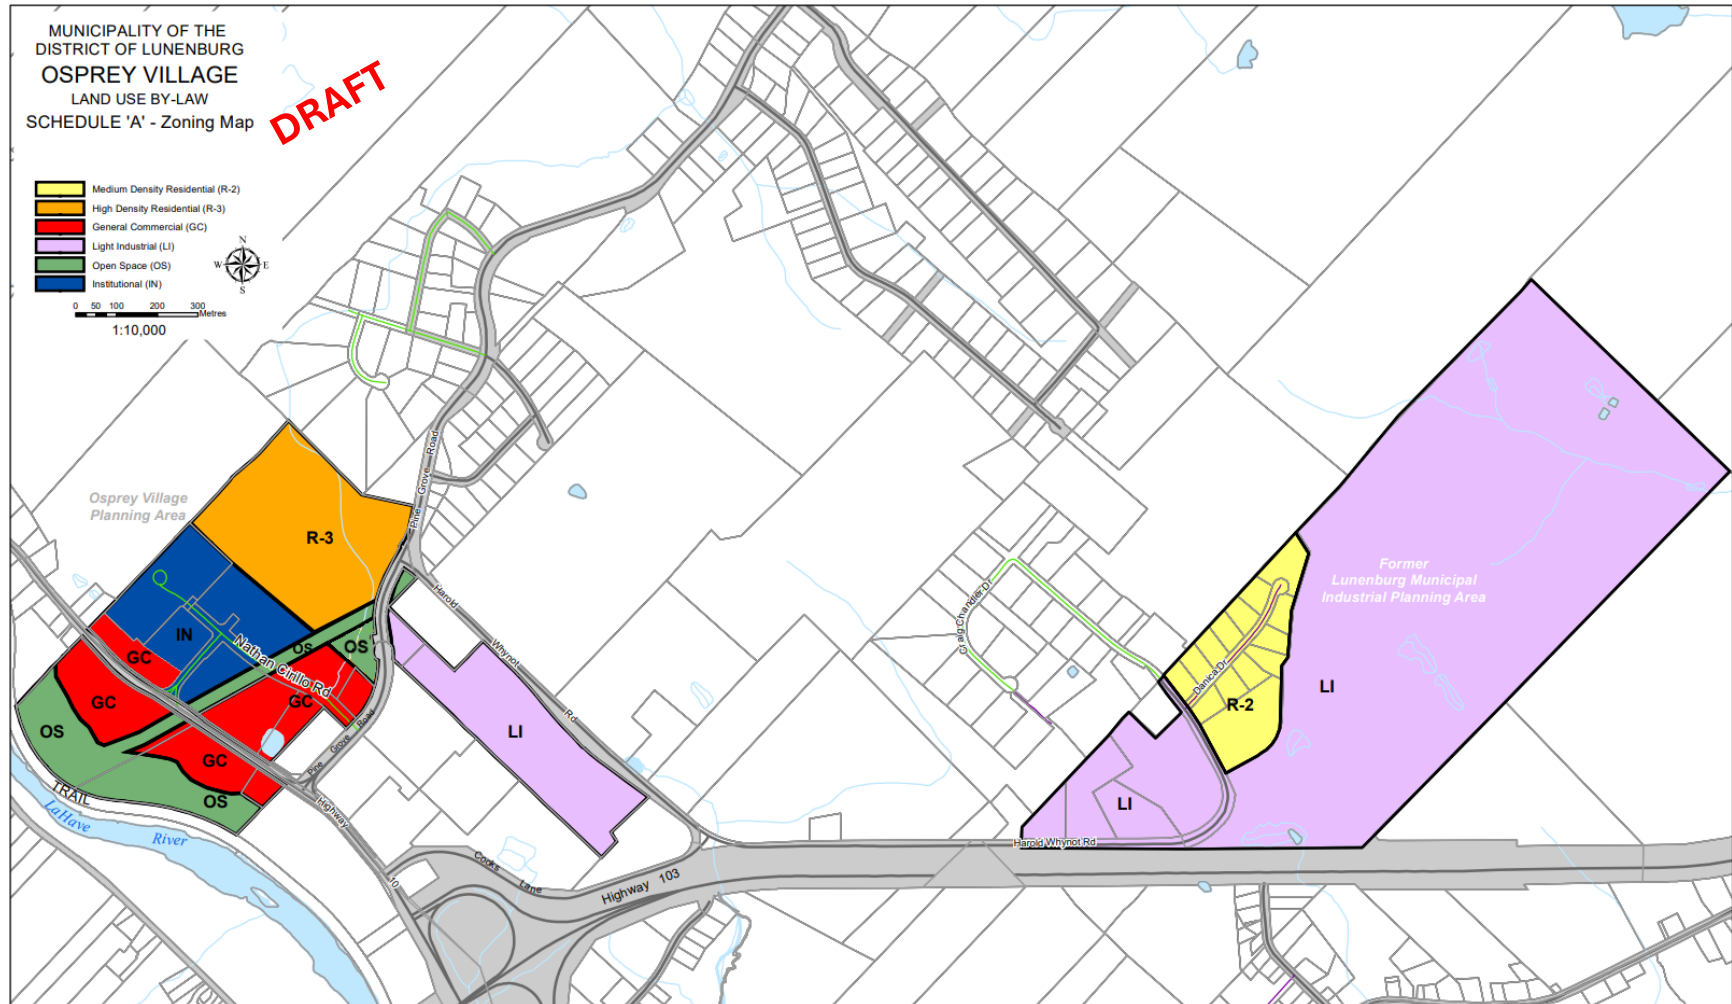 MUNICIPALITY OF THE
DISTRICT OF LUNENBURG
OSPREY VILLAGE
LAND USE BY-LAW
SCHEDULE 'A' - Zoning Map
DRAFT
Medium Density Residential (R-2)
High Density Residential (R-3)
General Commercial (GC)
Light Industrial (LI)
Open Space (OS)
Institutional (IN)
N
W E
S
0 50 100 200 300
Metres
1:10,000
Osprey Village
Planning Area
R-3
Pine Grove Road
Harold Whynot Rd
IN
OS
OS
Nathan Cirillo Rd
GC
GC
GC
GC
OS
OS
Pine Grove Road
TRAIL
LaHave River
Highway 10
LI
Cooks Lane
Highway 103
Craig Chandler Dr
Danica Dr
R-2
LI
LI
Harold Whynot Rd
Former
Lunenburg Municipal
Industrial Planning Area